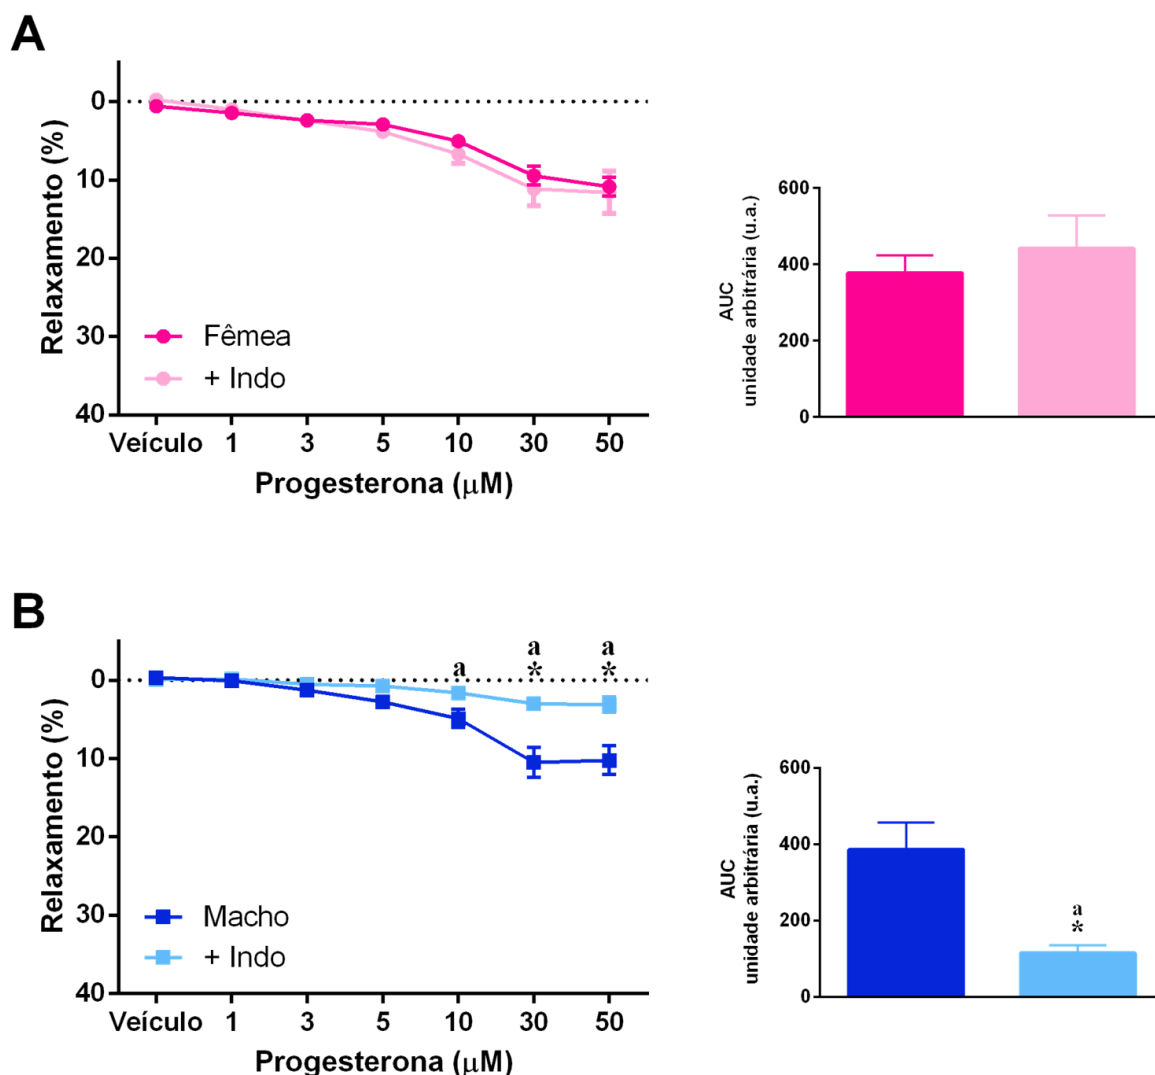 A
Relaxamento (%)
0
10
20
30
40
Fêmea
+ Indo
Veículo 1 3 5 10 30 50
Progesterona (μM)
AUC
unidade arbitrária (u.a.)
600
400
200
0
B
Relaxamento (%)
0
10
20
30
40
a
a
*
a
*
Macho
+ Indo
Veículo 1 3 5 10 30 50
Progesterona (μM)
AUC
unidade arbitrária (u.a.)
600
400
200
0
a
*